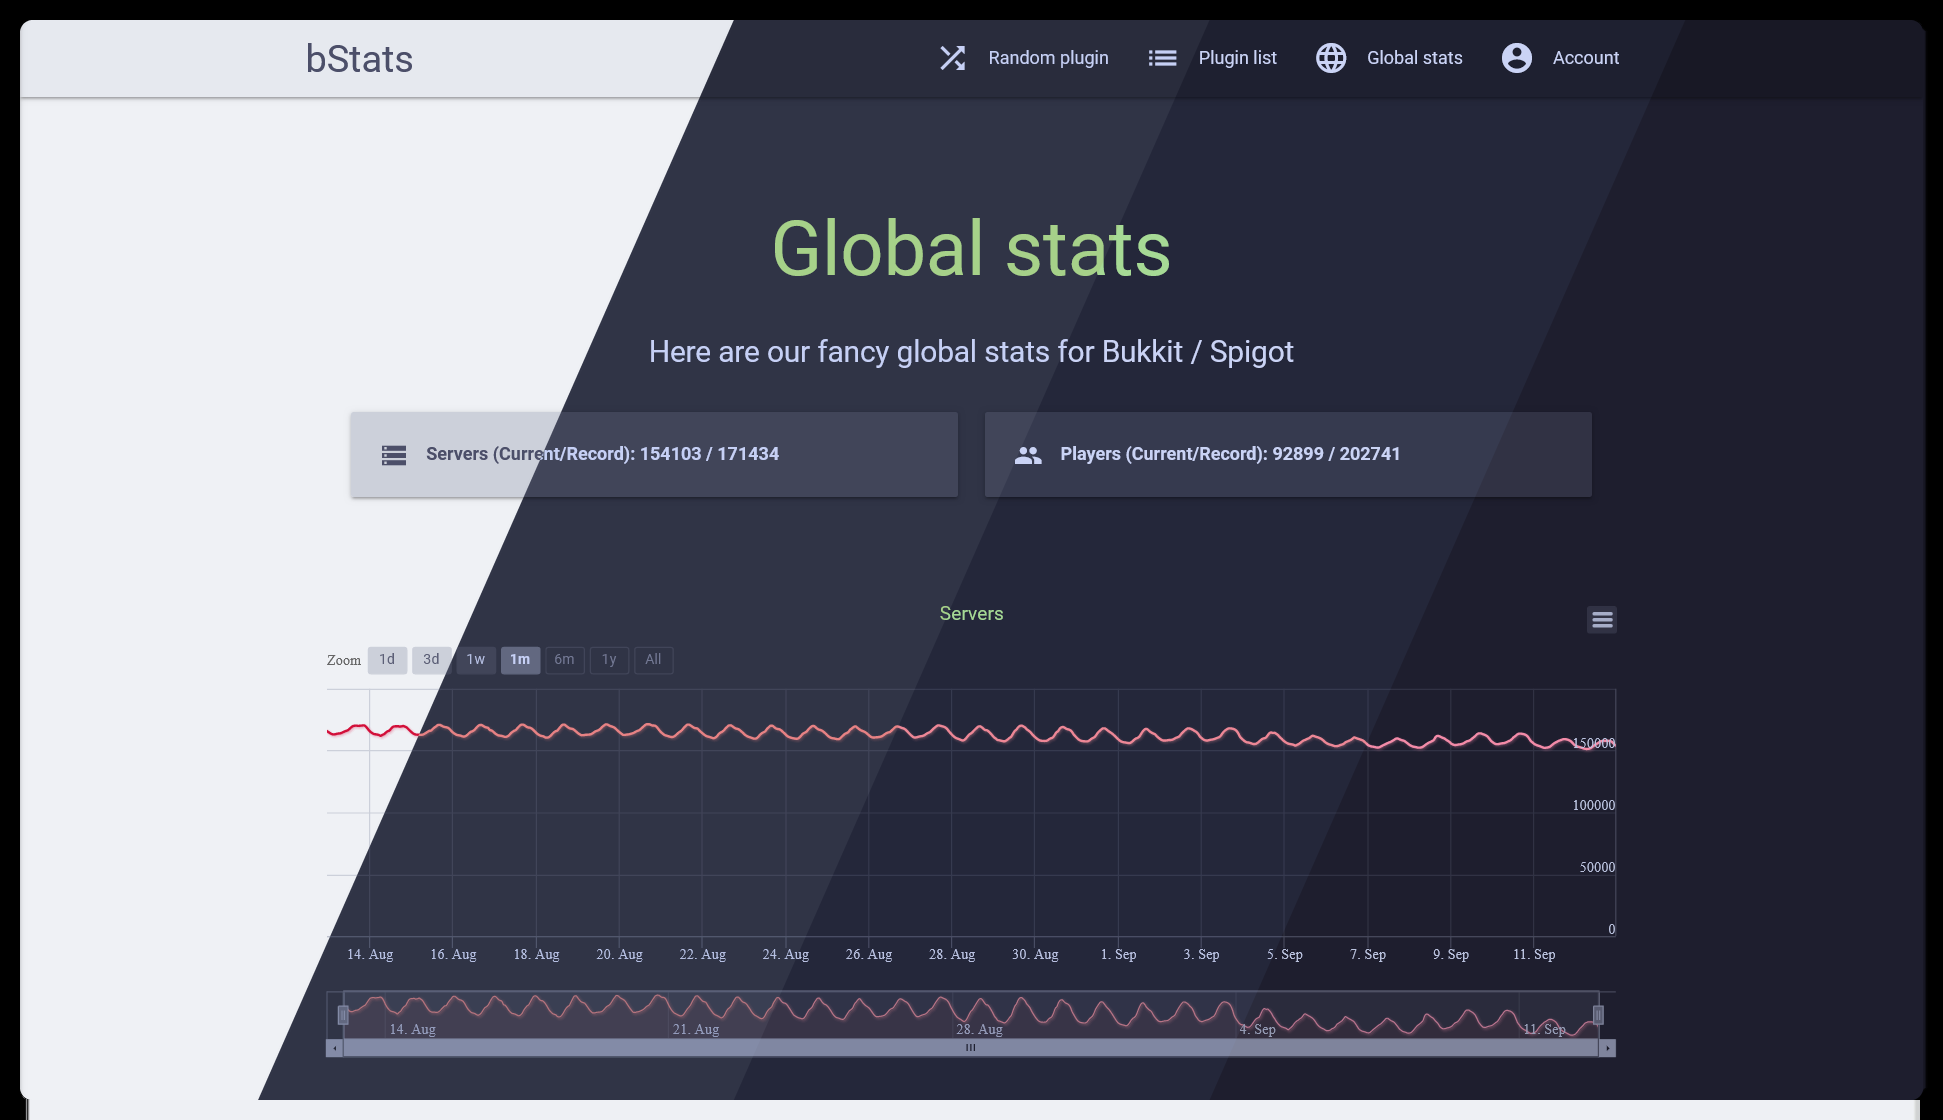 bStats
Random plugin
Plugin list
Global stats
Account
Global stats
Here are our fancy global stats for Bukkit / Spigot
Servers (Current/Record): 154103 / 171434
Players (Current/Record): 92899 / 202741
Servers
Zoom 1d 3d 1w 1m 6m 1y All
150000
100000
50000
0
14. Aug 16. Aug 18. Aug 20. Aug 22. Aug 24. Aug 26. Aug 28. Aug 30. Aug 1. Sep 3. Sep 5. Sep 7. Sep 9. Sep 11. Sep
14. Aug 21. Aug 28. Aug 4. Sep 11. Sep